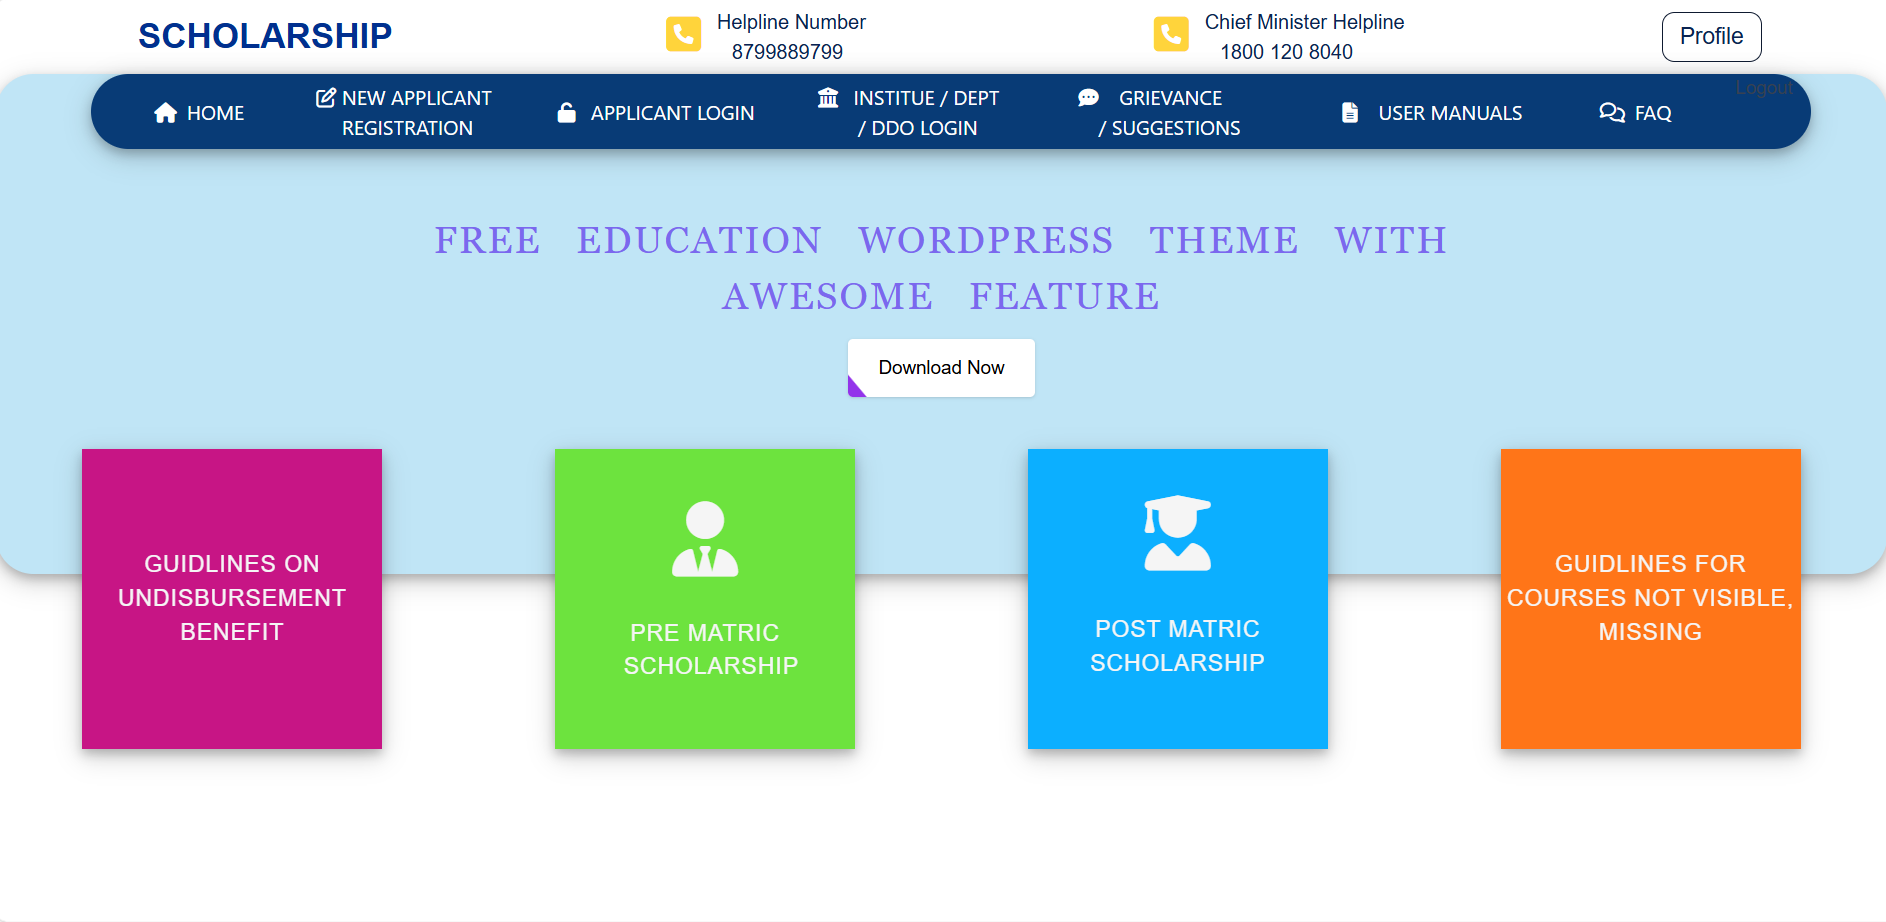 SCHOLARSHIP
Helpline Number
8799889799
Chief Minister Helpline
1800 120 8040
Profile
Logout
HOME
NEW APPLICANT
REGISTRATION
APPLICANT LOGIN
INSTITUE / DEPT
/ DDO LOGIN
GRIEVANCE
/ SUGGESTIONS
USER MANUALS
FAQ
FREE EDUCATION WORDPRESS THEME WITH
AWESOME FEATURE
Download Now
GUIDLINES ON
UNDISBURSEMENT
BENEFIT
PRE MATRIC
SCHOLARSHIP
POST MATRIC
SCHOLARSHIP
GUIDLINES FOR
COURSES NOT VISIBLE,
MISSING